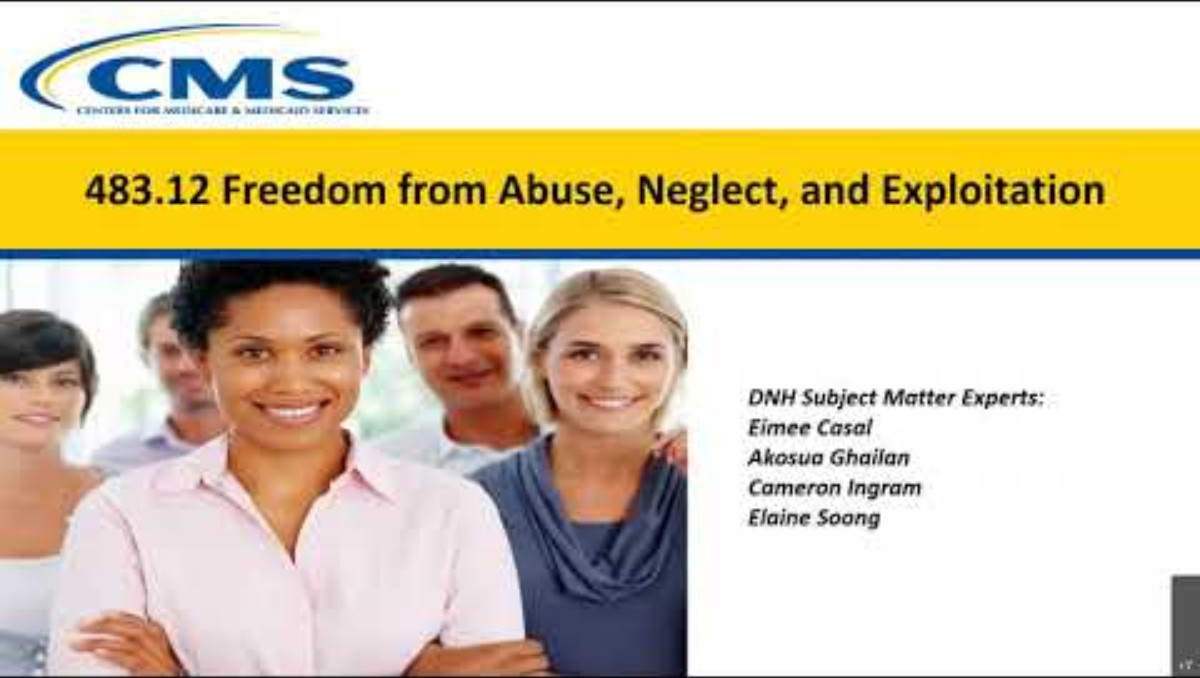 CMS
CENTERS FOR MEDICARE & MEDICAID SERVICES
483.12 Freedom from Abuse, Neglect, and Exploitation
DNH Subject Matter Experts:
Eimee Casal
Akosua Ghailan
Cameron Ingram
Elaine Soong